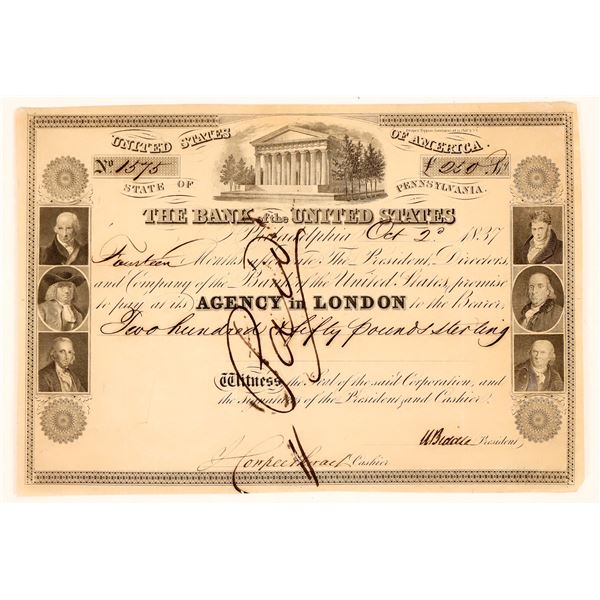 UNITED STATES OF AMERICA.
No 1575 £ 250 Stg
STATE OF PENNSYLVANIA.
THE BANK of the UNITED STATES
Philadelphia Oct 2d 1837
Fourteen Months after date The President, Directors,
and Company of the Bank of the United States, promise
to pay at its AGENCY in LONDON to the Bearer,
Two hundred & fifty pounds sterling
Witness the Seal of the said Corporation, and
the signatures of the President and Cashier.
N Biddle President
Cashier